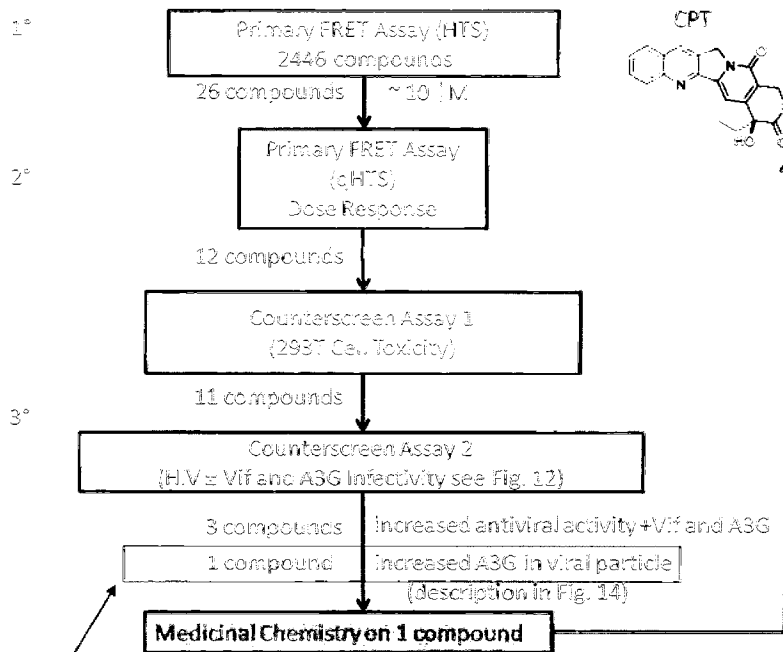 1°
Primary FRET Assay (HTS)
2446 compounds
CPT
N
N
O
O
HO
O
26 compounds ~ 10 M
2°
Primary FRET Assay
(qHTS)
Dose Response
12 compounds
Counterscreen Assay 1
(293T Cell Toxicity)
11 compounds
3°
Counterscreen Assay 2
(HIV ± Vif and A3G Infectivity see Fig. 12)
3 compounds increased antiviral activity +Vif and A3G
1 compound increased A3G in viral particle
(description in Fig. 14)
Medicinal Chemistry on 1 compound